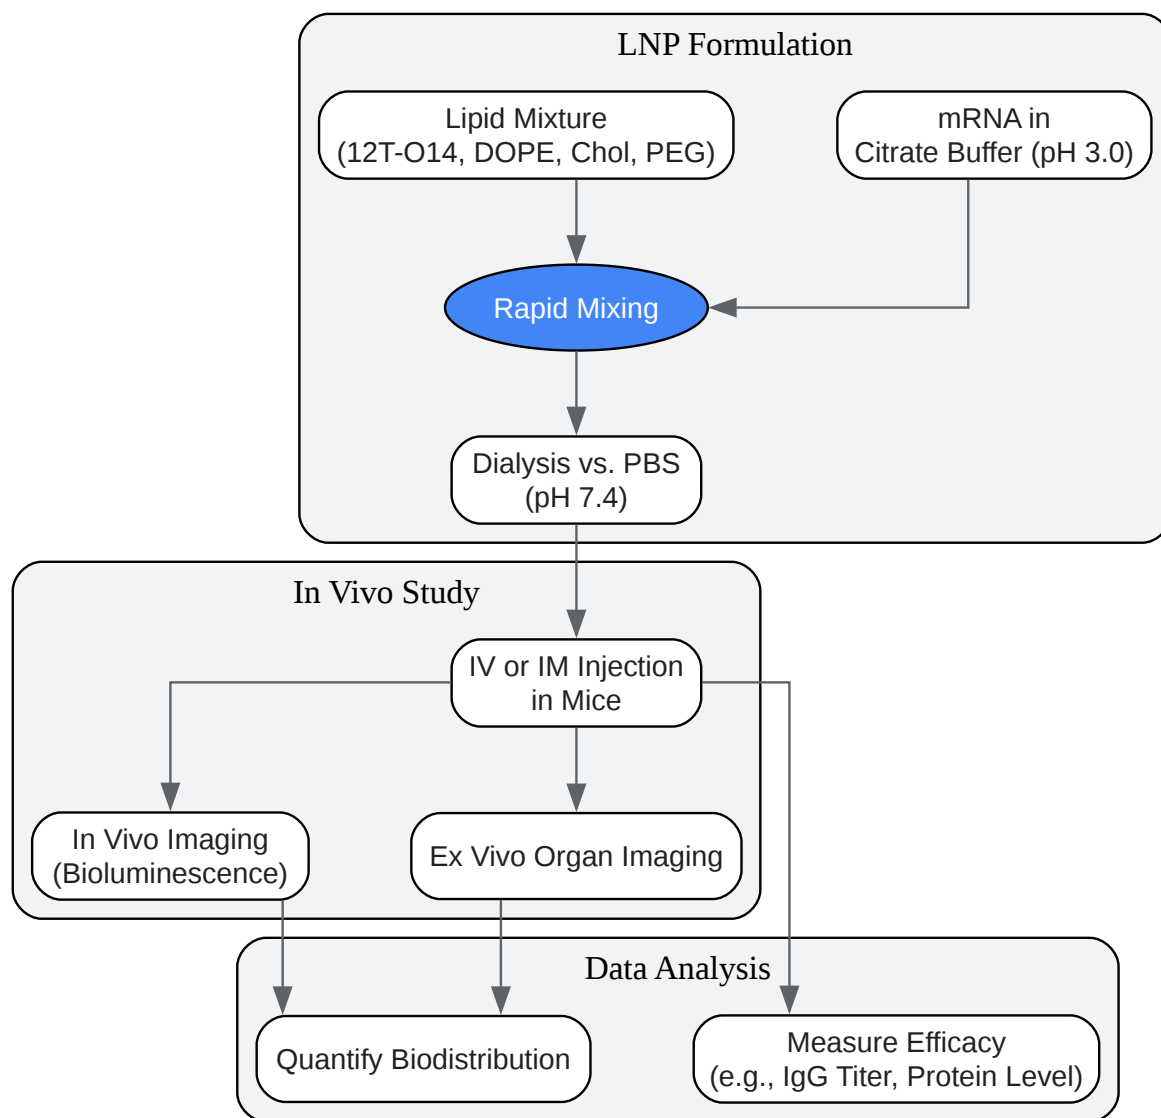 LNP Formulation
Lipid Mixture
(12T-O14, DOPE, Chol, PEG)
mRNA in
Citrate Buffer (pH 3.0)
Rapid Mixing
Dialysis vs. PBS
(pH 7.4)
In Vivo Study
IV or IM Injection
in Mice
In Vivo Imaging
(Bioluminescence)
Ex Vivo Organ Imaging
Data Analysis
Quantify Biodistribution
Measure Efficacy
(e.g., IgG Titer, Protein Level)